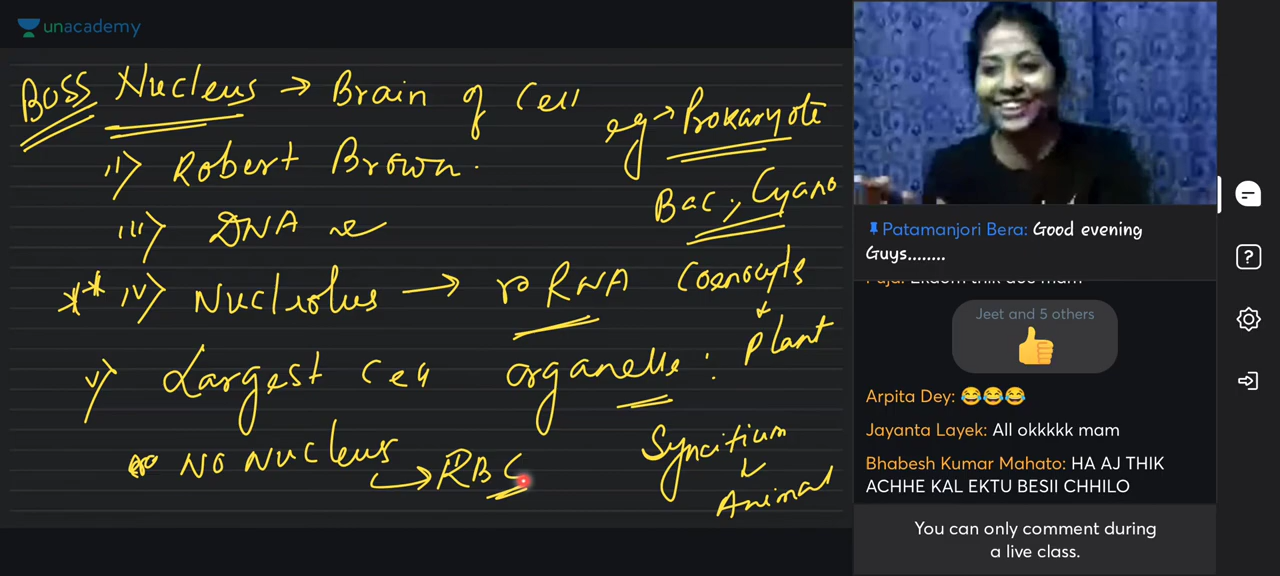 unacademy
BOSS Nucleus → Brain of Cell
ii) Robert Brown.
iii) DNA
** iv) Nucleolus → rRNA
v) Largest Cell organelle :
NO Nucleus
→ RBC
eg → Prokaryote
Bac, Cyano
Coenocyte
↓
Plant
Syncitium
↓
Animal
Patamanjori Bera: Good evening
Guys........
Jeet and 5 others
👍
Arpita Dey: 😂😂😂
Jayanta Layek: All okkkkk mam
Bhabesh Kumar Mahato: HA AJ THIK
ACHHE KAL EKTU BESII CHHILO
You can only comment during
a live class.